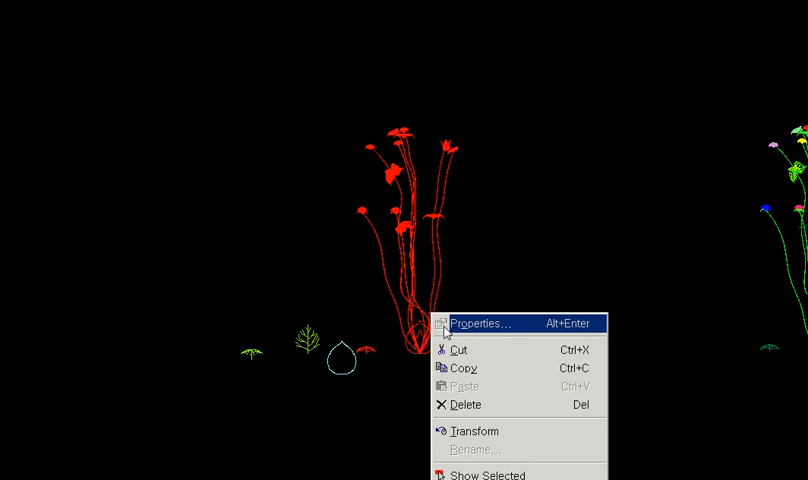 Properties... Alt+Enter
Cut Ctrl+X
Copy Ctrl+C
Paste Ctrl+V
Delete Del
Transform
Rename...
Show Selected